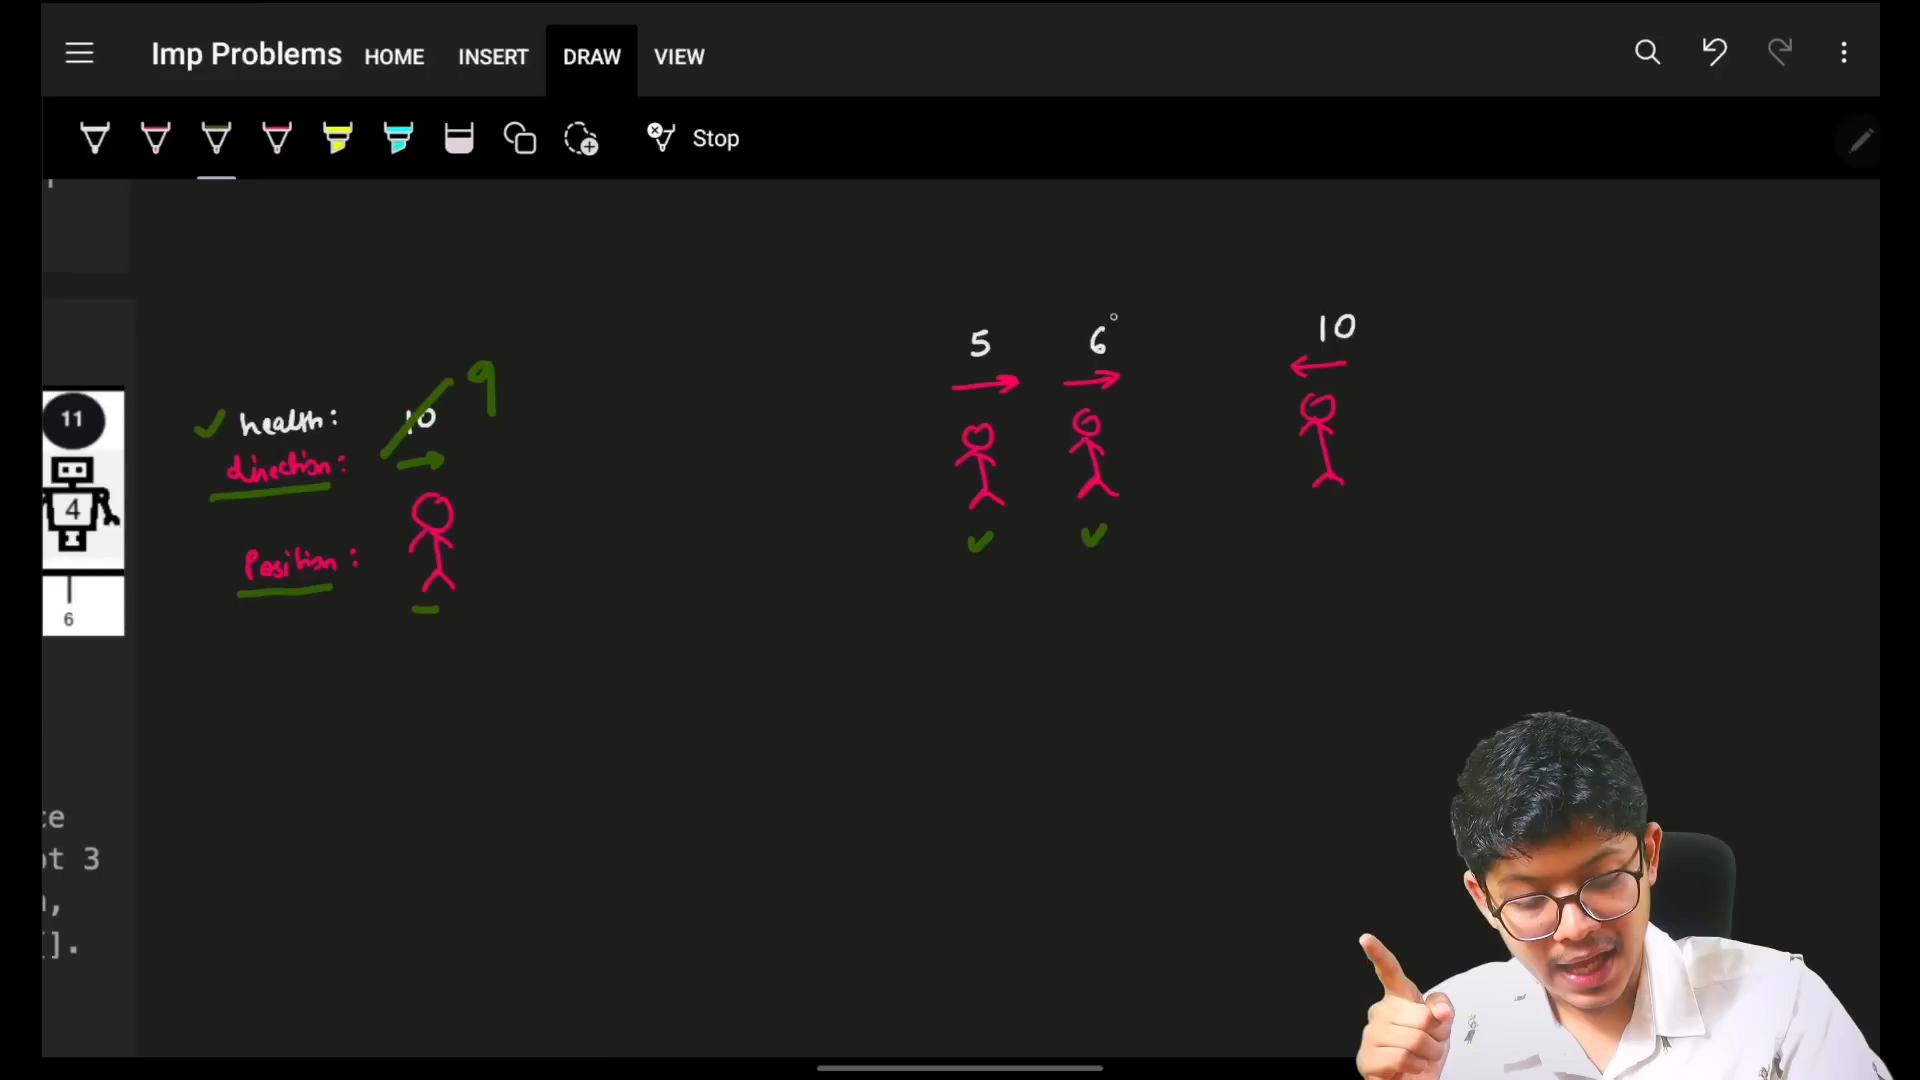 Imp Problems HOME INSERT DRAW VIEW
Stop
11
4
6
ce
ot 3
,
[].
health: 10 9
direction:
Position:
5 6 10